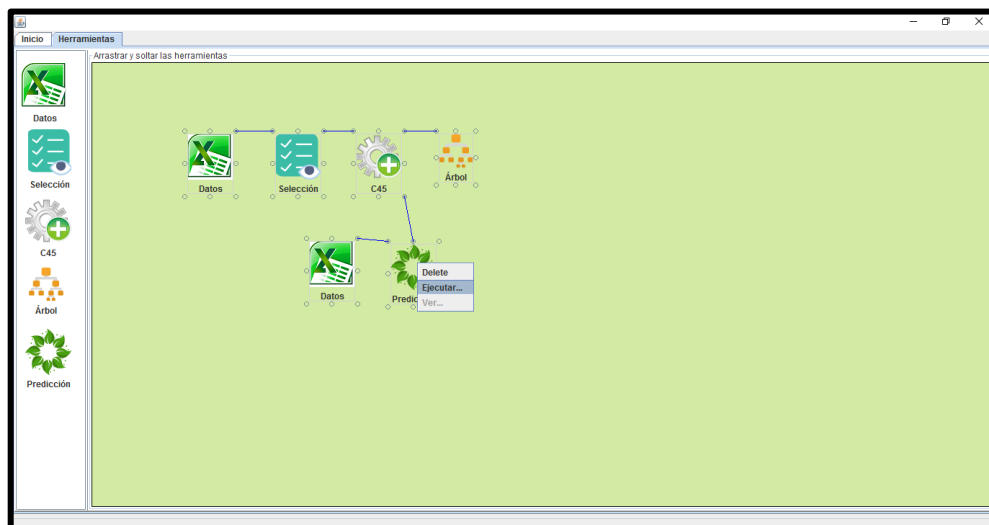 Inicio Herramientas
Arrastrar y soltar las herramientas
Datos
Selección
C45
Árbol
Predicción
Datos
Selección
C45
Árbol
Datos
Delete
Ejecutar...
Ver...